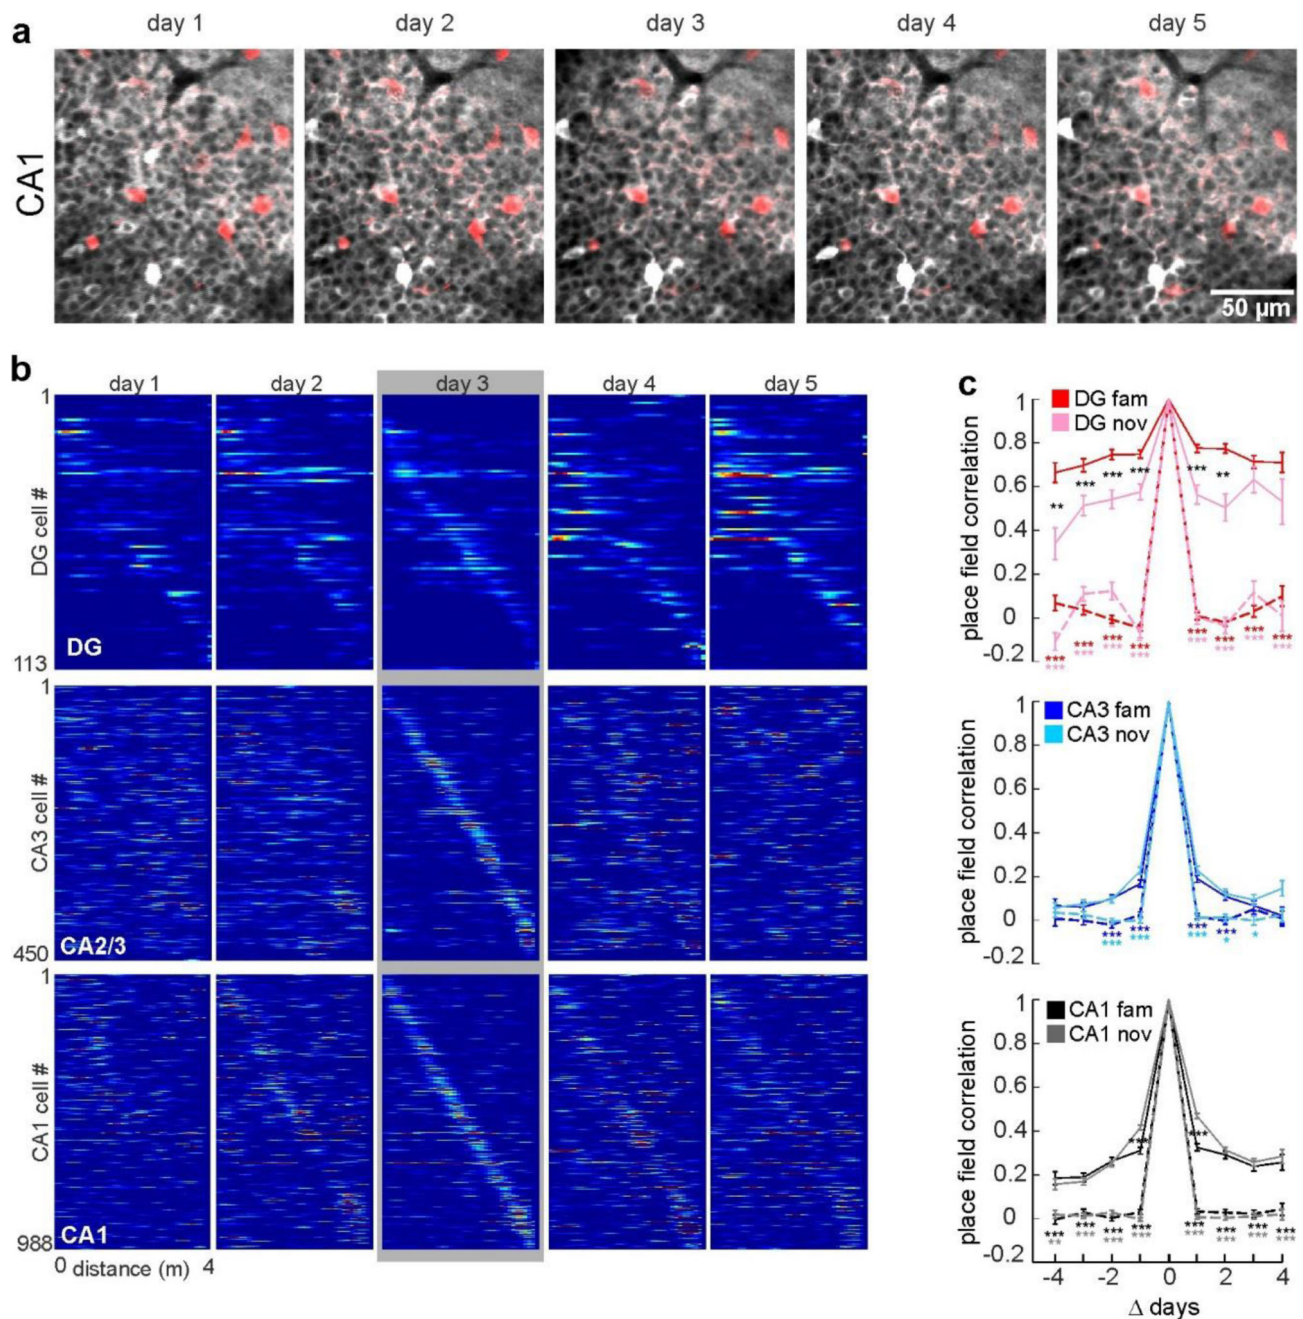 a
day 1
day 2
day 3
day 4
day 5
CA1
50 µm
b
day 1
day 2
day 3
day 4
day 5
1
DG cell #
113
DG
1
CA3 cell #
450
CA2/3
1
CA1 cell #
988
CA1
0 distance (m) 4
c
DG fam
DG nov
place field correlation
1
0.8
0.6
0.4
0.2
0
-0.2
** *** *** *** *** **
*** *** *** *** *** *** *** ***
*** *** *** *** *** *** *** ***
CA3 fam
CA3 nov
place field correlation
1
0.8
0.6
0.4
0.2
0
-0.2
*** *** *** ***
*** *** *** * *
CA1 fam
CA1 nov
place field correlation
1
0.8
0.6
0.4
0.2
0
-0.2
*** ***
*** *** *** *** *** *** *** ***
** *** *** *** *** *** *** ***
-4 -2 0 2 4
Δ days